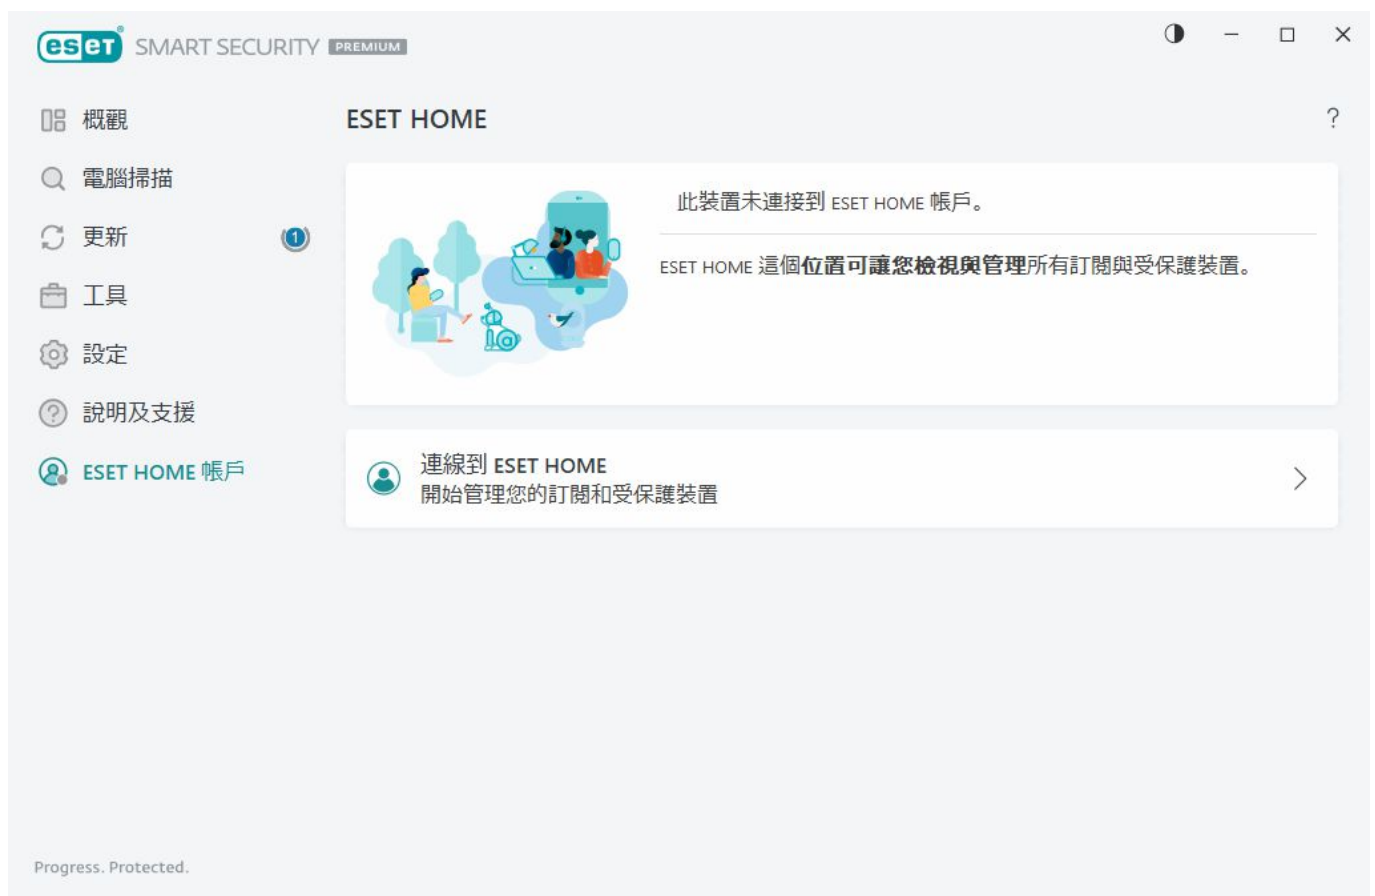 eset® SMART SECURITY PREMIUM
概觀
電腦掃描
更新
1
工具
設定
說明及支援
ESET HOME 帳戶
ESET HOME
?
此裝置未連接到 ESET HOME 帳戶。
ESET HOME 這個位置可讓您檢視與管理所有訂閱與受保護裝置。
連線到 ESET HOME
開始管理您的訂閱和受保護裝置
Progress. Protected.